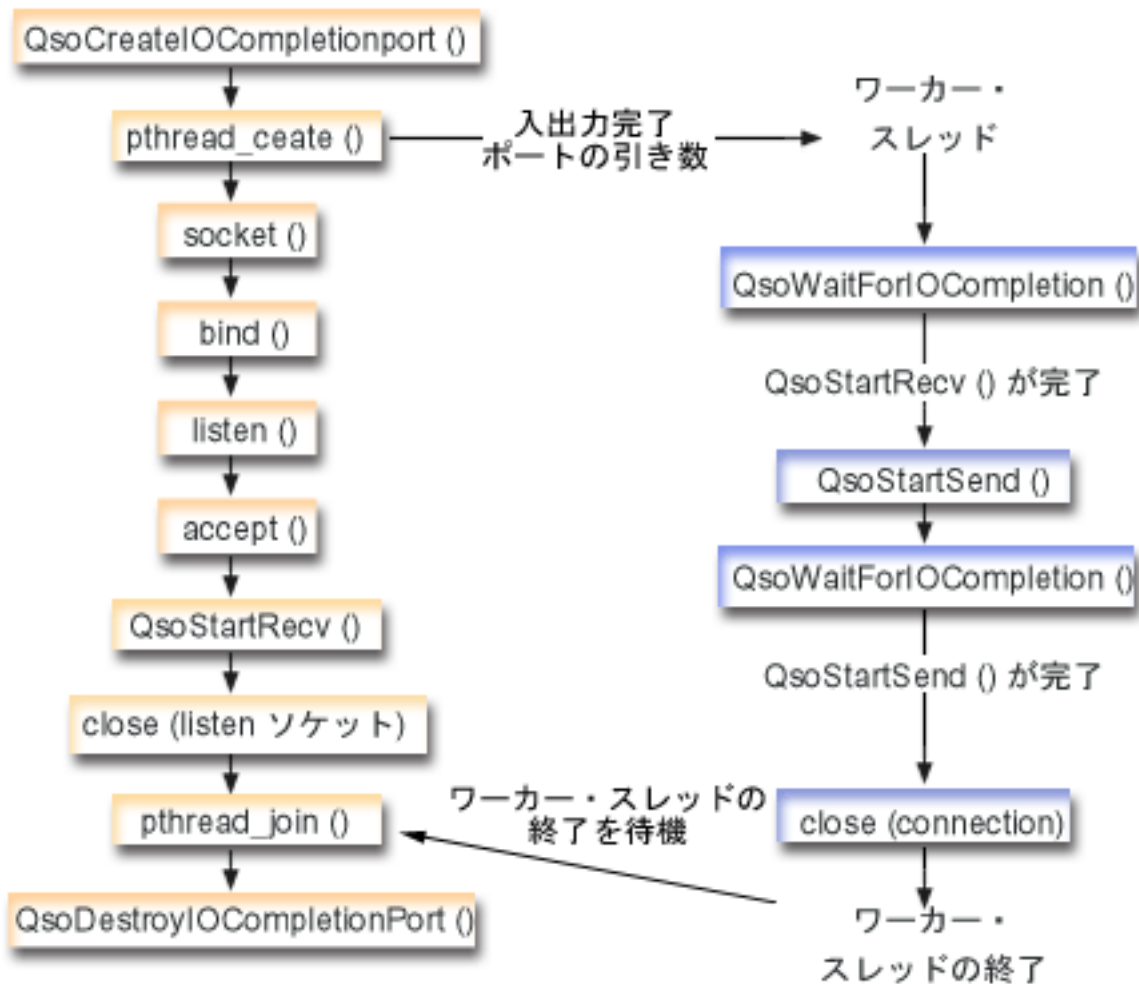 QsoCreateIOCompletionport ()
pthread_ceate ()
入出力完了
ポートの引き数
ワーカー・
スレッド
socket ()
bind ()
listen ()
accept ()
QsoStartRecv ()
close (listen ソケット)
pthread_join ()
QsoDestroyIOCompletionPort ()
QsoWaitForIOCompletion ()
QsoStartRecv () が完了
QsoStartSend ()
QsoWaitForIOCompletion ()
QsoStartSend () が完了
close (connection)
ワーカー・スレッドの
終了を待機
ワーカー・
スレッドの終了